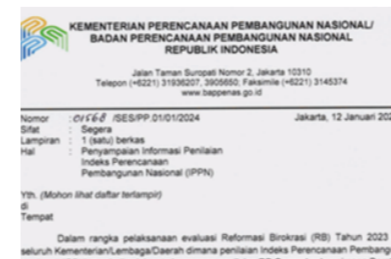 KEMENTERIAN PERENCANAAN PEMBANGUNAN NASIONAL/
BADAN PERENCANAAN PEMBANGUNAN NASIONAL
REPUBLIK INDONESIA
Jalan Taman Suropati Nomor 2, Jakarta 10310
Telepon (+6221) 31936207, 3905650; Faksimile (+6221) 3145374
www.bappenas.go.id
Nomor : 01568 /SES/PP.01.01/2024 Jakarta, 12 Januari 202
Sifat : Segera
Lampiran : 1 (satu) berkas
Hal : Penyampaian Informasi Penilaian
Indeks Perencanaan
Pembangunan Nasional (IPPN)
Yth. (Mohon lihat daftar terlampir)
di
Tempat
Dalam rangka pelaksanaan evaluasi Reformasi Birokrasi (RB) Tahun 2023
seluruh Kementerian/Lembaga/Daerah dimana penilaian Indeks Perencanaan Pembang